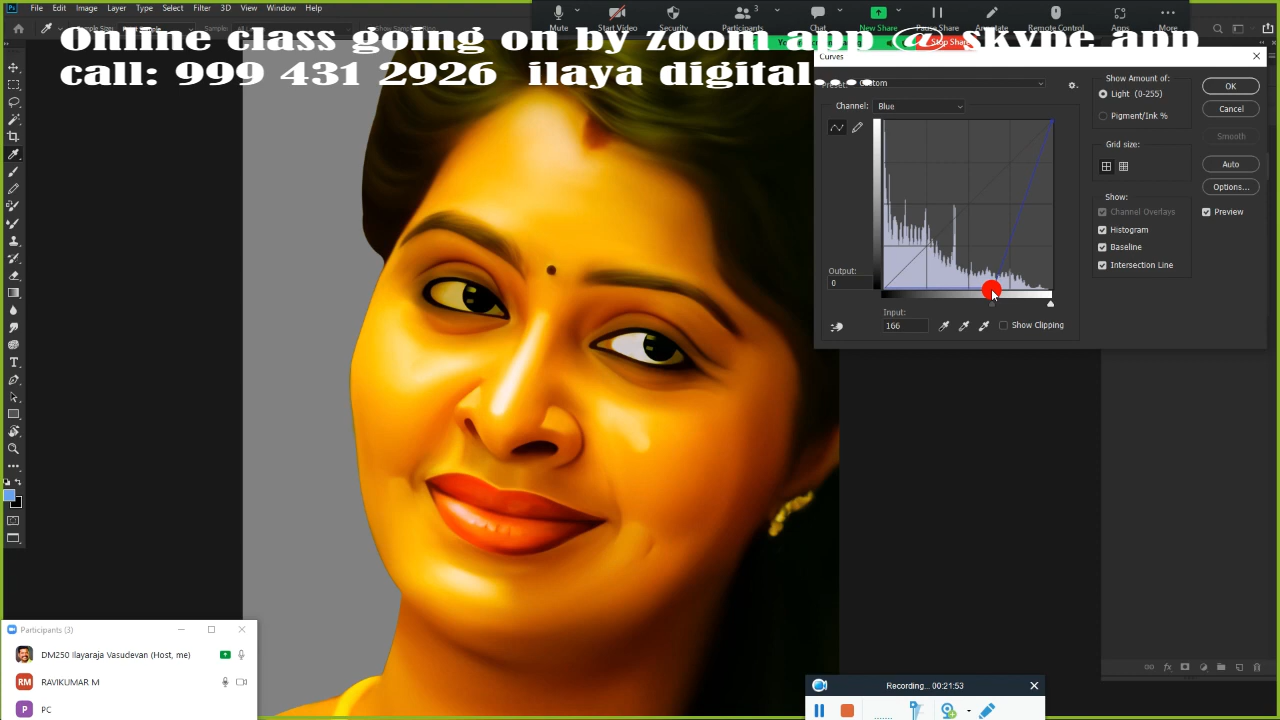 File Edit Image Layer Type Select Filter 3D View Window Help
Mute Start Video Security Participants 3 Chat New Share Pause Share Annotate Remote Control Apps More
Online class going on by zoom app @ skype app
call: 999 431 2926 ilaya digital....
Stop Share
Curves
Preset: Custom
Channel: Blue
Output:
0
Input:
166
Show Clipping
Show Amount of:
Light (0-255)
Pigment/Ink %
Grid size:
Show:
Channel Overlays
Histogram
Baseline
Intersection Line
OK
Cancel
Smooth
Auto
Options...
Preview
Participants (3)
DM250 Ilayaraja Vasudevan (Host, me)
RM RAVIKUMAR M
P PC
Recording... 00:21:53